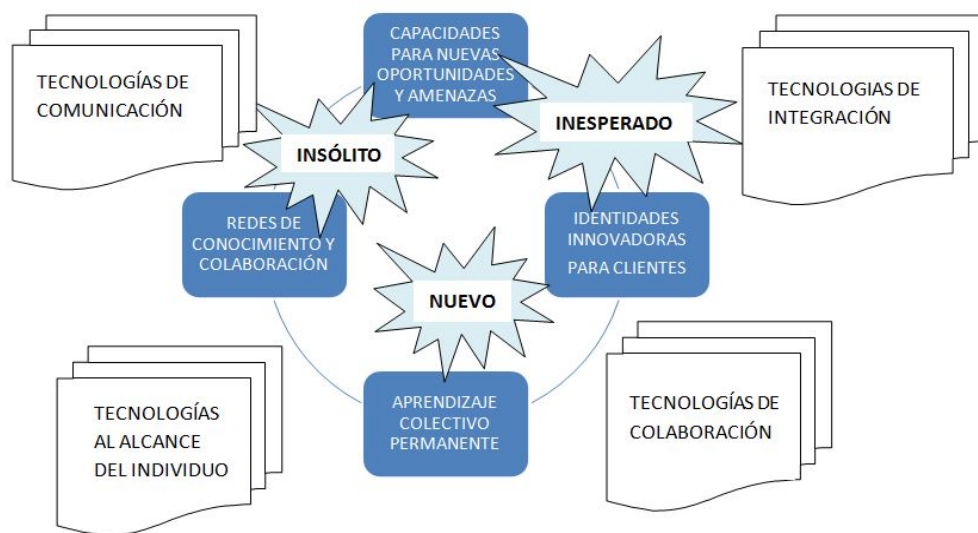 TECNOLOGÍAS DE
COMUNICACIÓN
CAPACIDADES
PARA NUEVAS
OPORTUNIDADES
Y AMENAZAS
TECNOLOGIAS DE
INTEGRACIÓN
INSÓLITO
INESPERADO
REDES DE
CONOCIMIENTO Y
COLABORACIÓN
IDENTIDADES
INNOVADORAS
PARA CLIENTES
NUEVO
TECNOLOGÍAS
AL ALCANCE
DEL INDIVIDUO
APRENDIZAJE
COLECTIVO
PERMANENTE
TECNOLOGÍAS DE
COLABORACIÓN